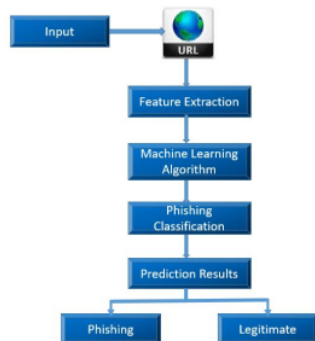 Input
URL
Feature Extraction
Machine Learning
Algorithm
Phishing
Classification
Prediction Results
Phishing
Legitimate